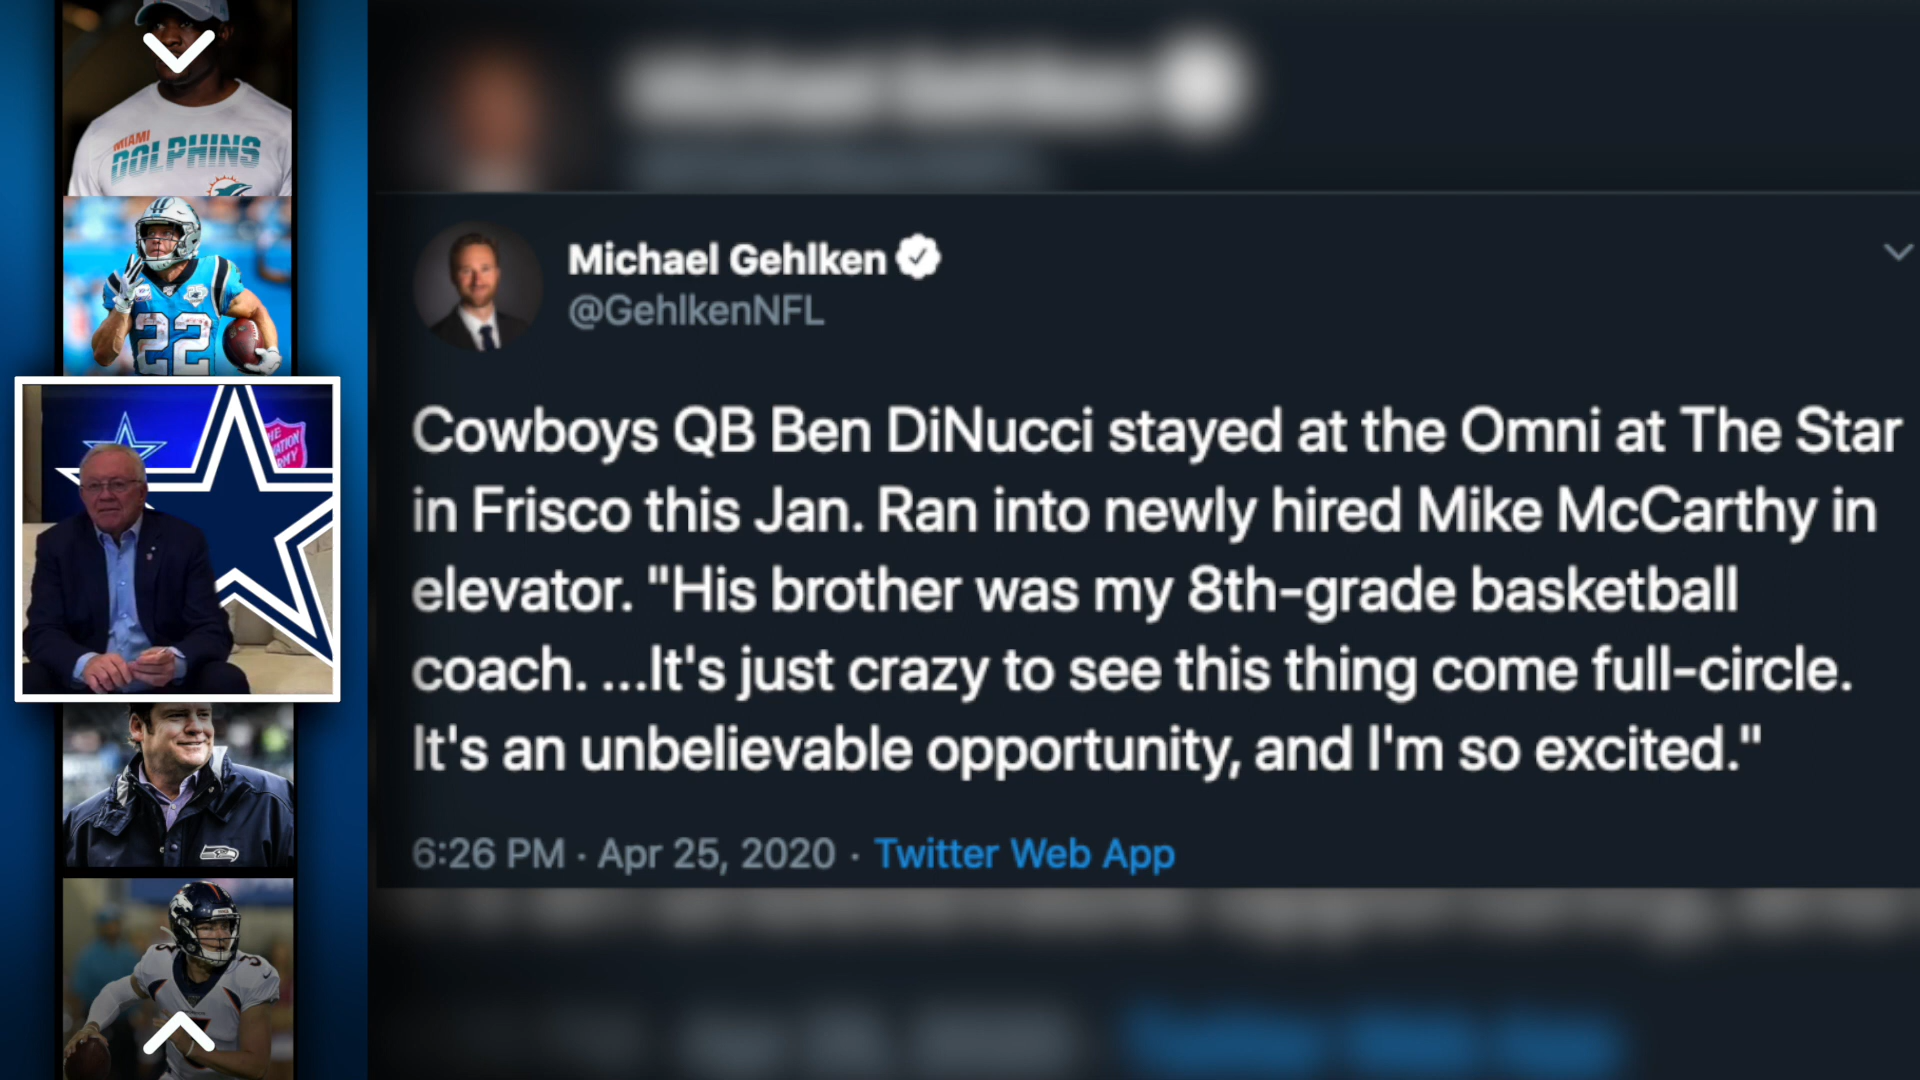 MIAMI
DOLPHINS
22
Michael Gehlken
@GehlkenNFL
Cowboys QB Ben DiNucci stayed at the Omni at The Star
in Frisco this Jan. Ran into newly hired Mike McCarthy in
elevator. "His brother was my 8th-grade basketball
coach. ...It's just crazy to see this thing come full-circle.
It's an unbelievable opportunity, and I'm so excited."
6:26 PM · Apr 25, 2020 · Twitter Web App